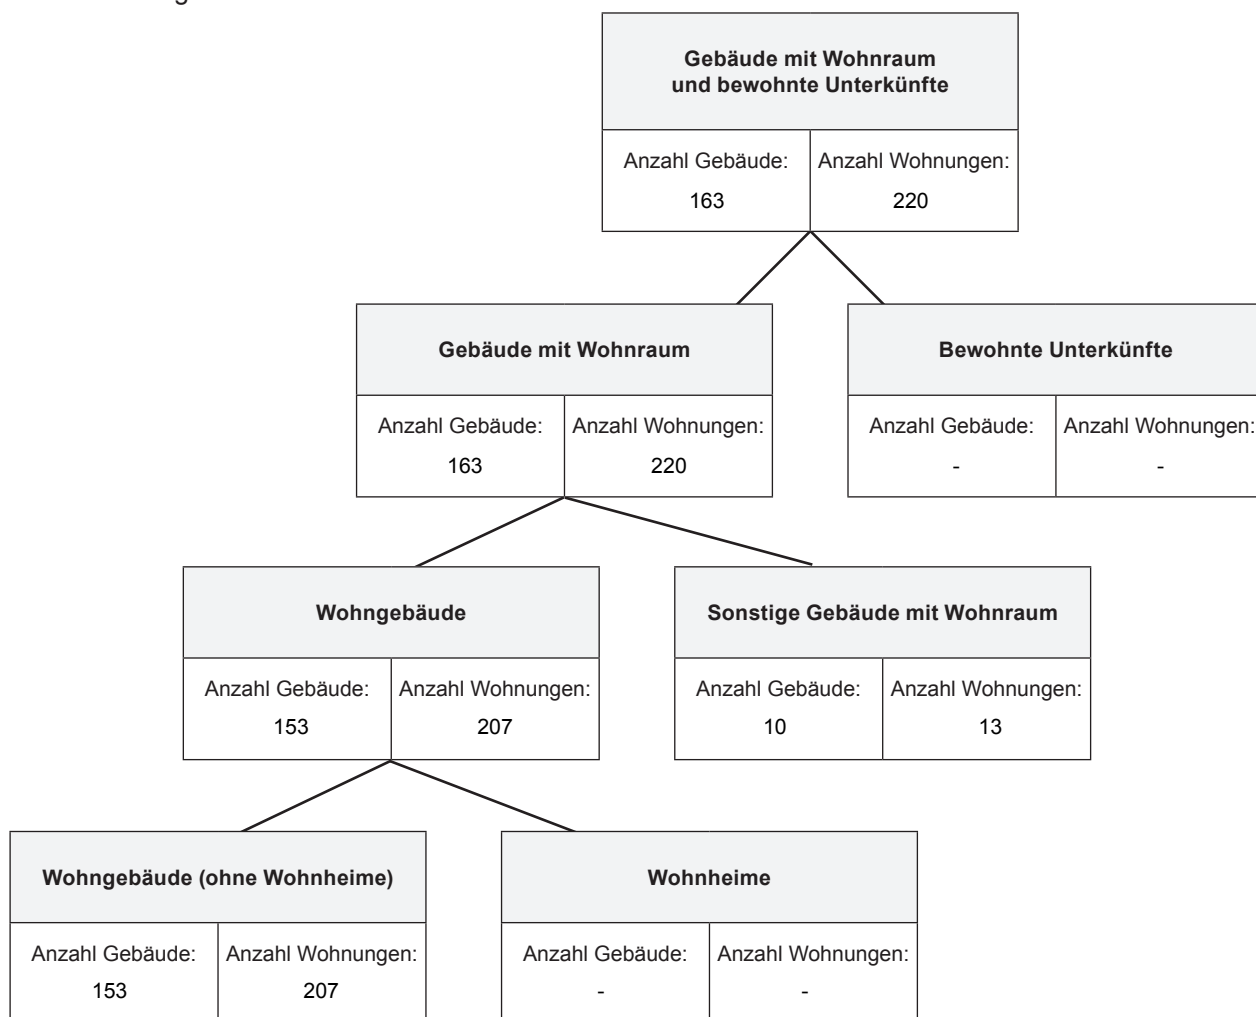 Gebäude mit Wohnraum
und bewohnte Unterkünfte
Anzahl Gebäude: Anzahl Wohnungen:
163 220
Gebäude mit Wohnraum
Bewohnte Unterkünfte
Anzahl Gebäude: Anzahl Wohnungen:
163 220
Anzahl Gebäude: Anzahl Wohnungen:
- -
Wohngebäude
Sonstige Gebäude mit Wohnraum
Anzahl Gebäude: Anzahl Wohnungen:
153 207
Anzahl Gebäude: Anzahl Wohnungen:
10 13
Wohngebäude (ohne Wohnheime)
Wohnheime
Anzahl Gebäude: Anzahl Wohnungen:
153 207
Anzahl Gebäude: Anzahl Wohnungen:
- -